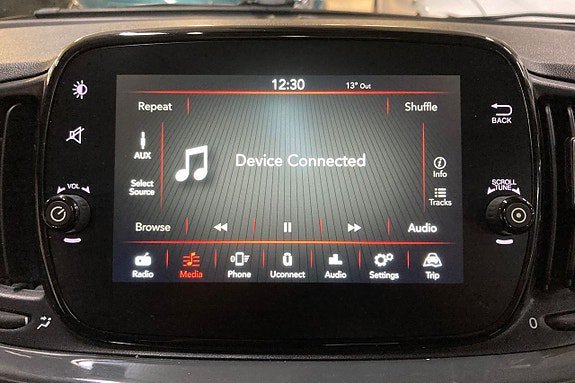 12:30
13° Out
Repeat
Shuffle
BACK
AUX
Device Connected
Info
Select
Source
Tracks
VOL
SCROLL
TUNE
Browse
Audio
Radio
Media
Phone
Uconnect
Audio
Settings
Trip
0